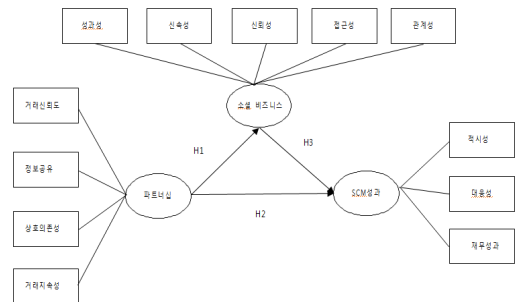 성과성
신속성
신뢰성
접근성
관계성
소셜 비즈니스
거래신뢰도
정보공유
상호의존성
거래지속성
파트너십
H1
H3
H2
SCM성과
적시성
대응성
재무성과